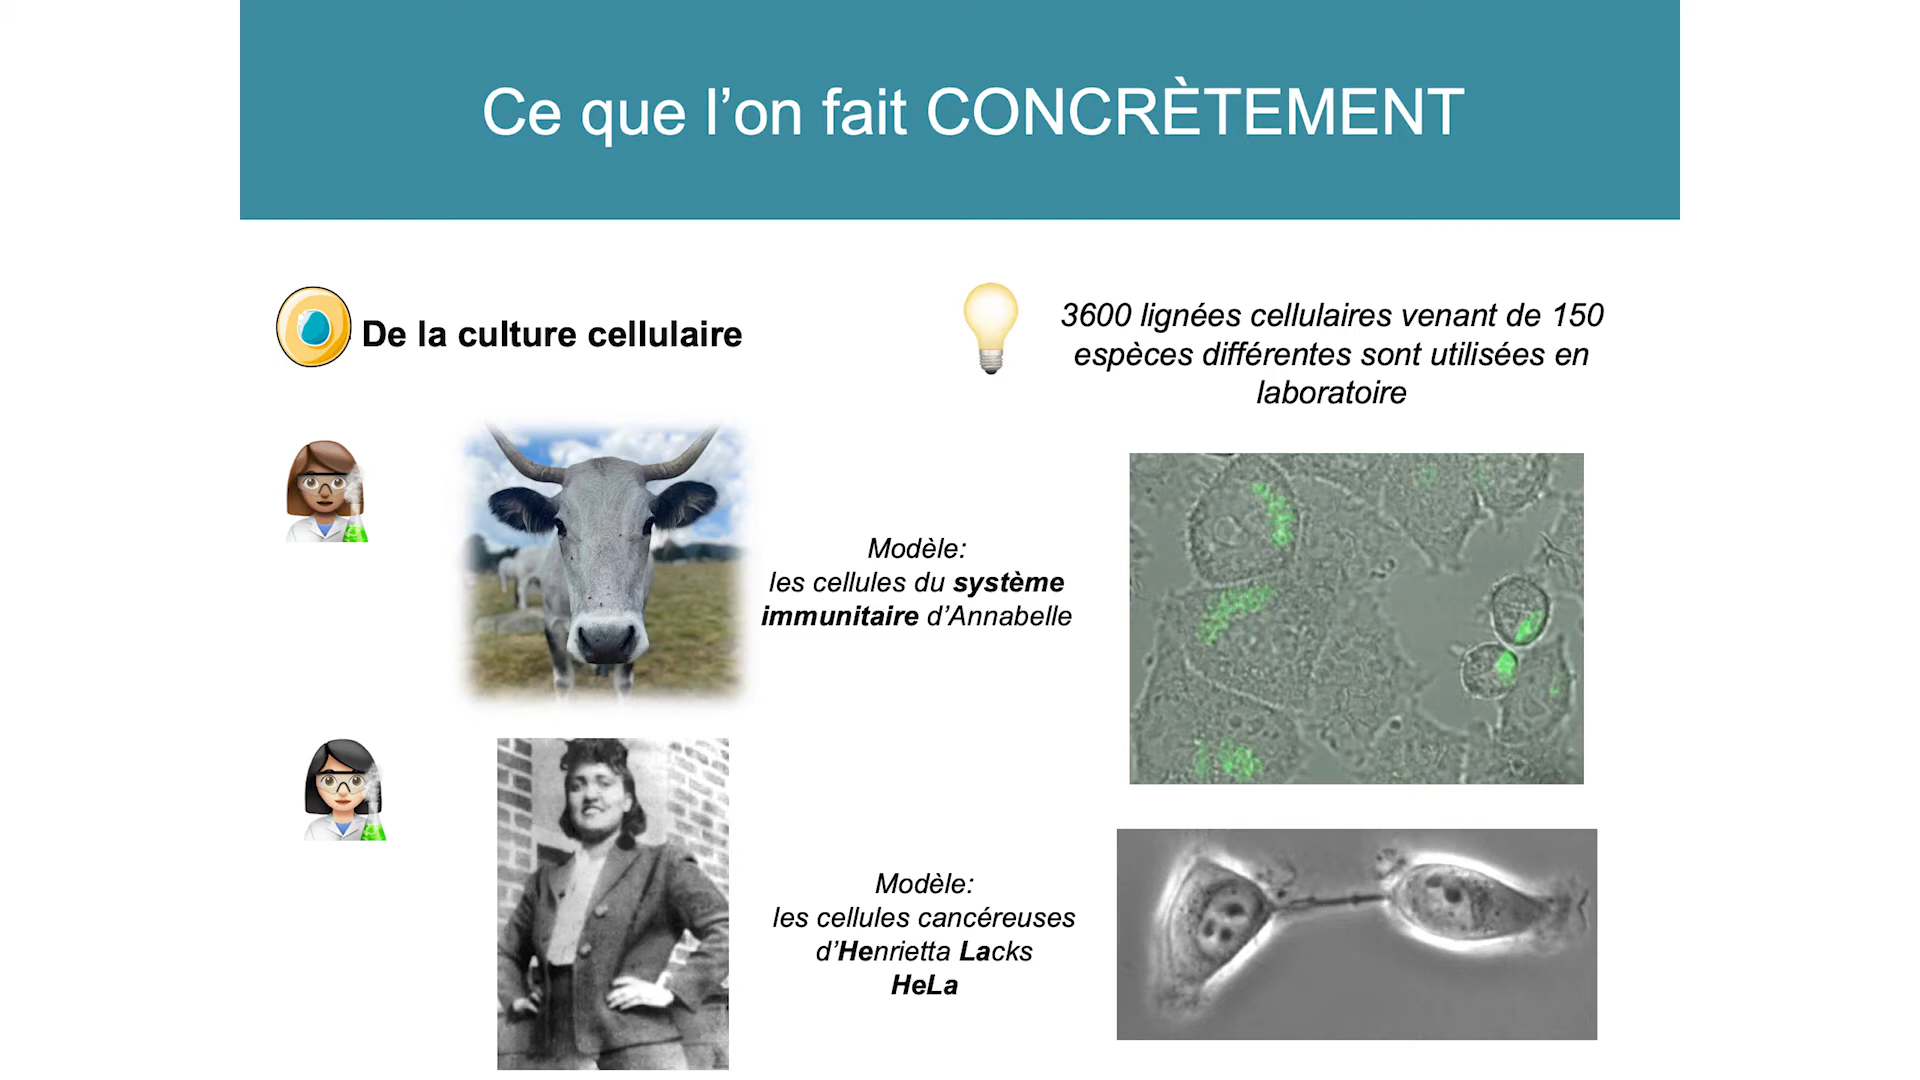 Ce que l’on fait CONCRÈTEMENT
De la culture cellulaire
3600 lignées cellulaires venant de 150
espèces différentes sont utilisées en
laboratoire
Modèle:
les cellules du système
immunitaire d’Annabelle
Modèle:
les cellules cancéreuses
d’Henrietta Lacks
HeLa